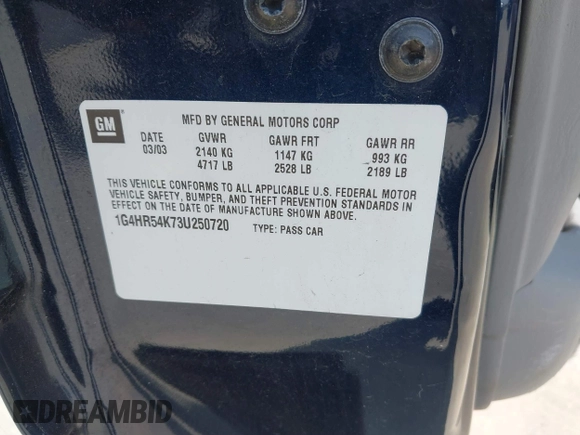 GM
MFD BY GENERAL MOTORS CORP
DATE GVWR GAWR FRT GAWR RR
03/03 2140 KG 1147 KG 993 KG
4717 LB 2528 LB 2189 LB
THIS VEHICLE CONFORMS TO ALL APPLICABLE U.S. FEDERAL MOTOR
VEHICLE SAFETY, BUMPER, AND THEFT PREVENTION STANDARDS IN
EFFECT ON THE DATE OF MANUFACTURE SHOWN ABOVE.
1G4HR54K73U250720 TYPE: PASS CAR
DREAMBID